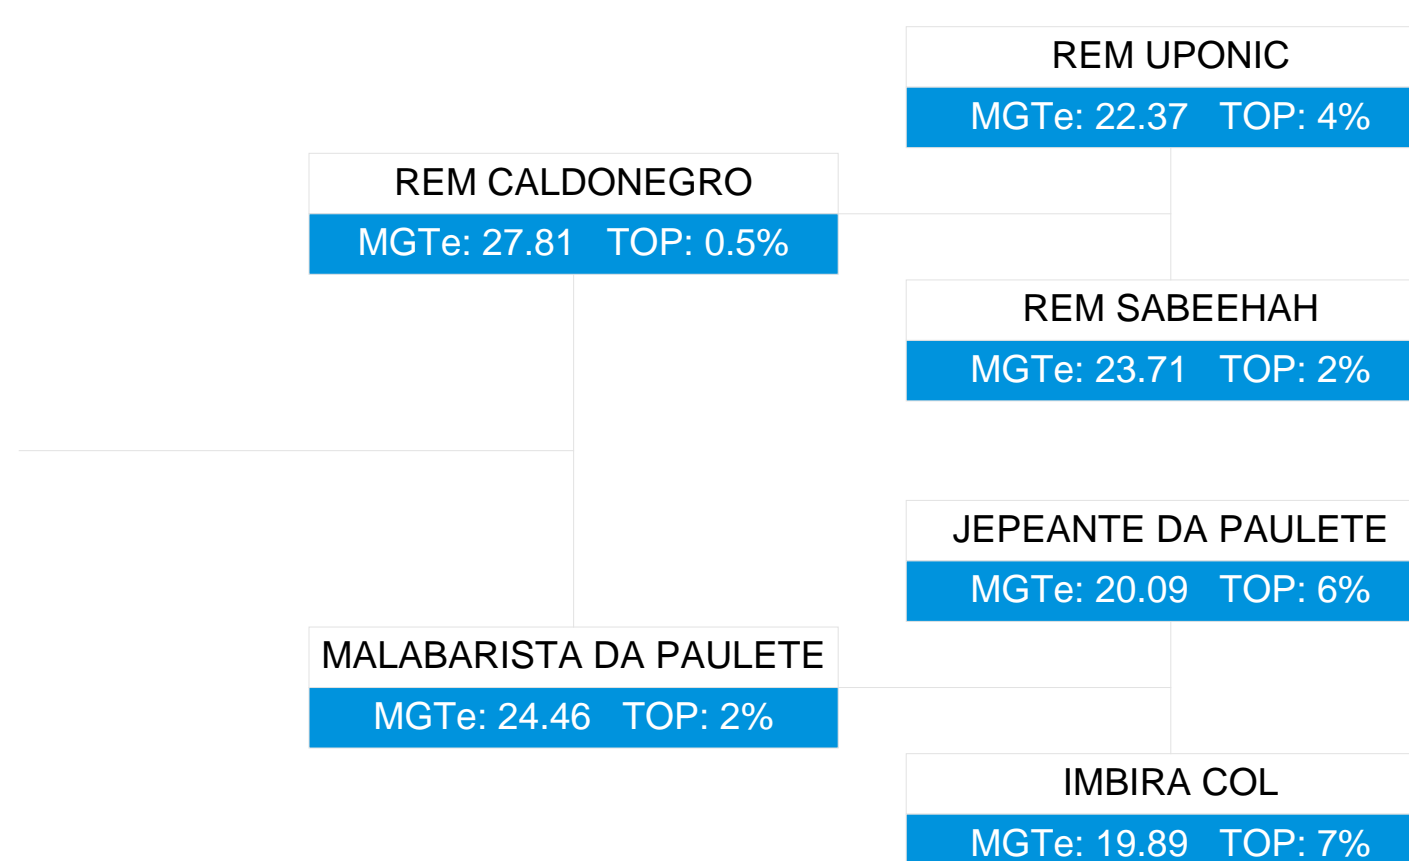 REM UPONIC
MGTe: 22.37 TOP: 4%
REM CALDONEGRO
MGTe: 27.81 TOP: 0.5%
REM SABEEHAH
MGTe: 23.71 TOP: 2%
JEPEANTE DA PAULETE
MGTe: 20.09 TOP: 6%
MALABARISTA DA PAULETE
MGTe: 24.46 TOP: 2%
IMBIRA COL
MGTe: 19.89 TOP: 7%